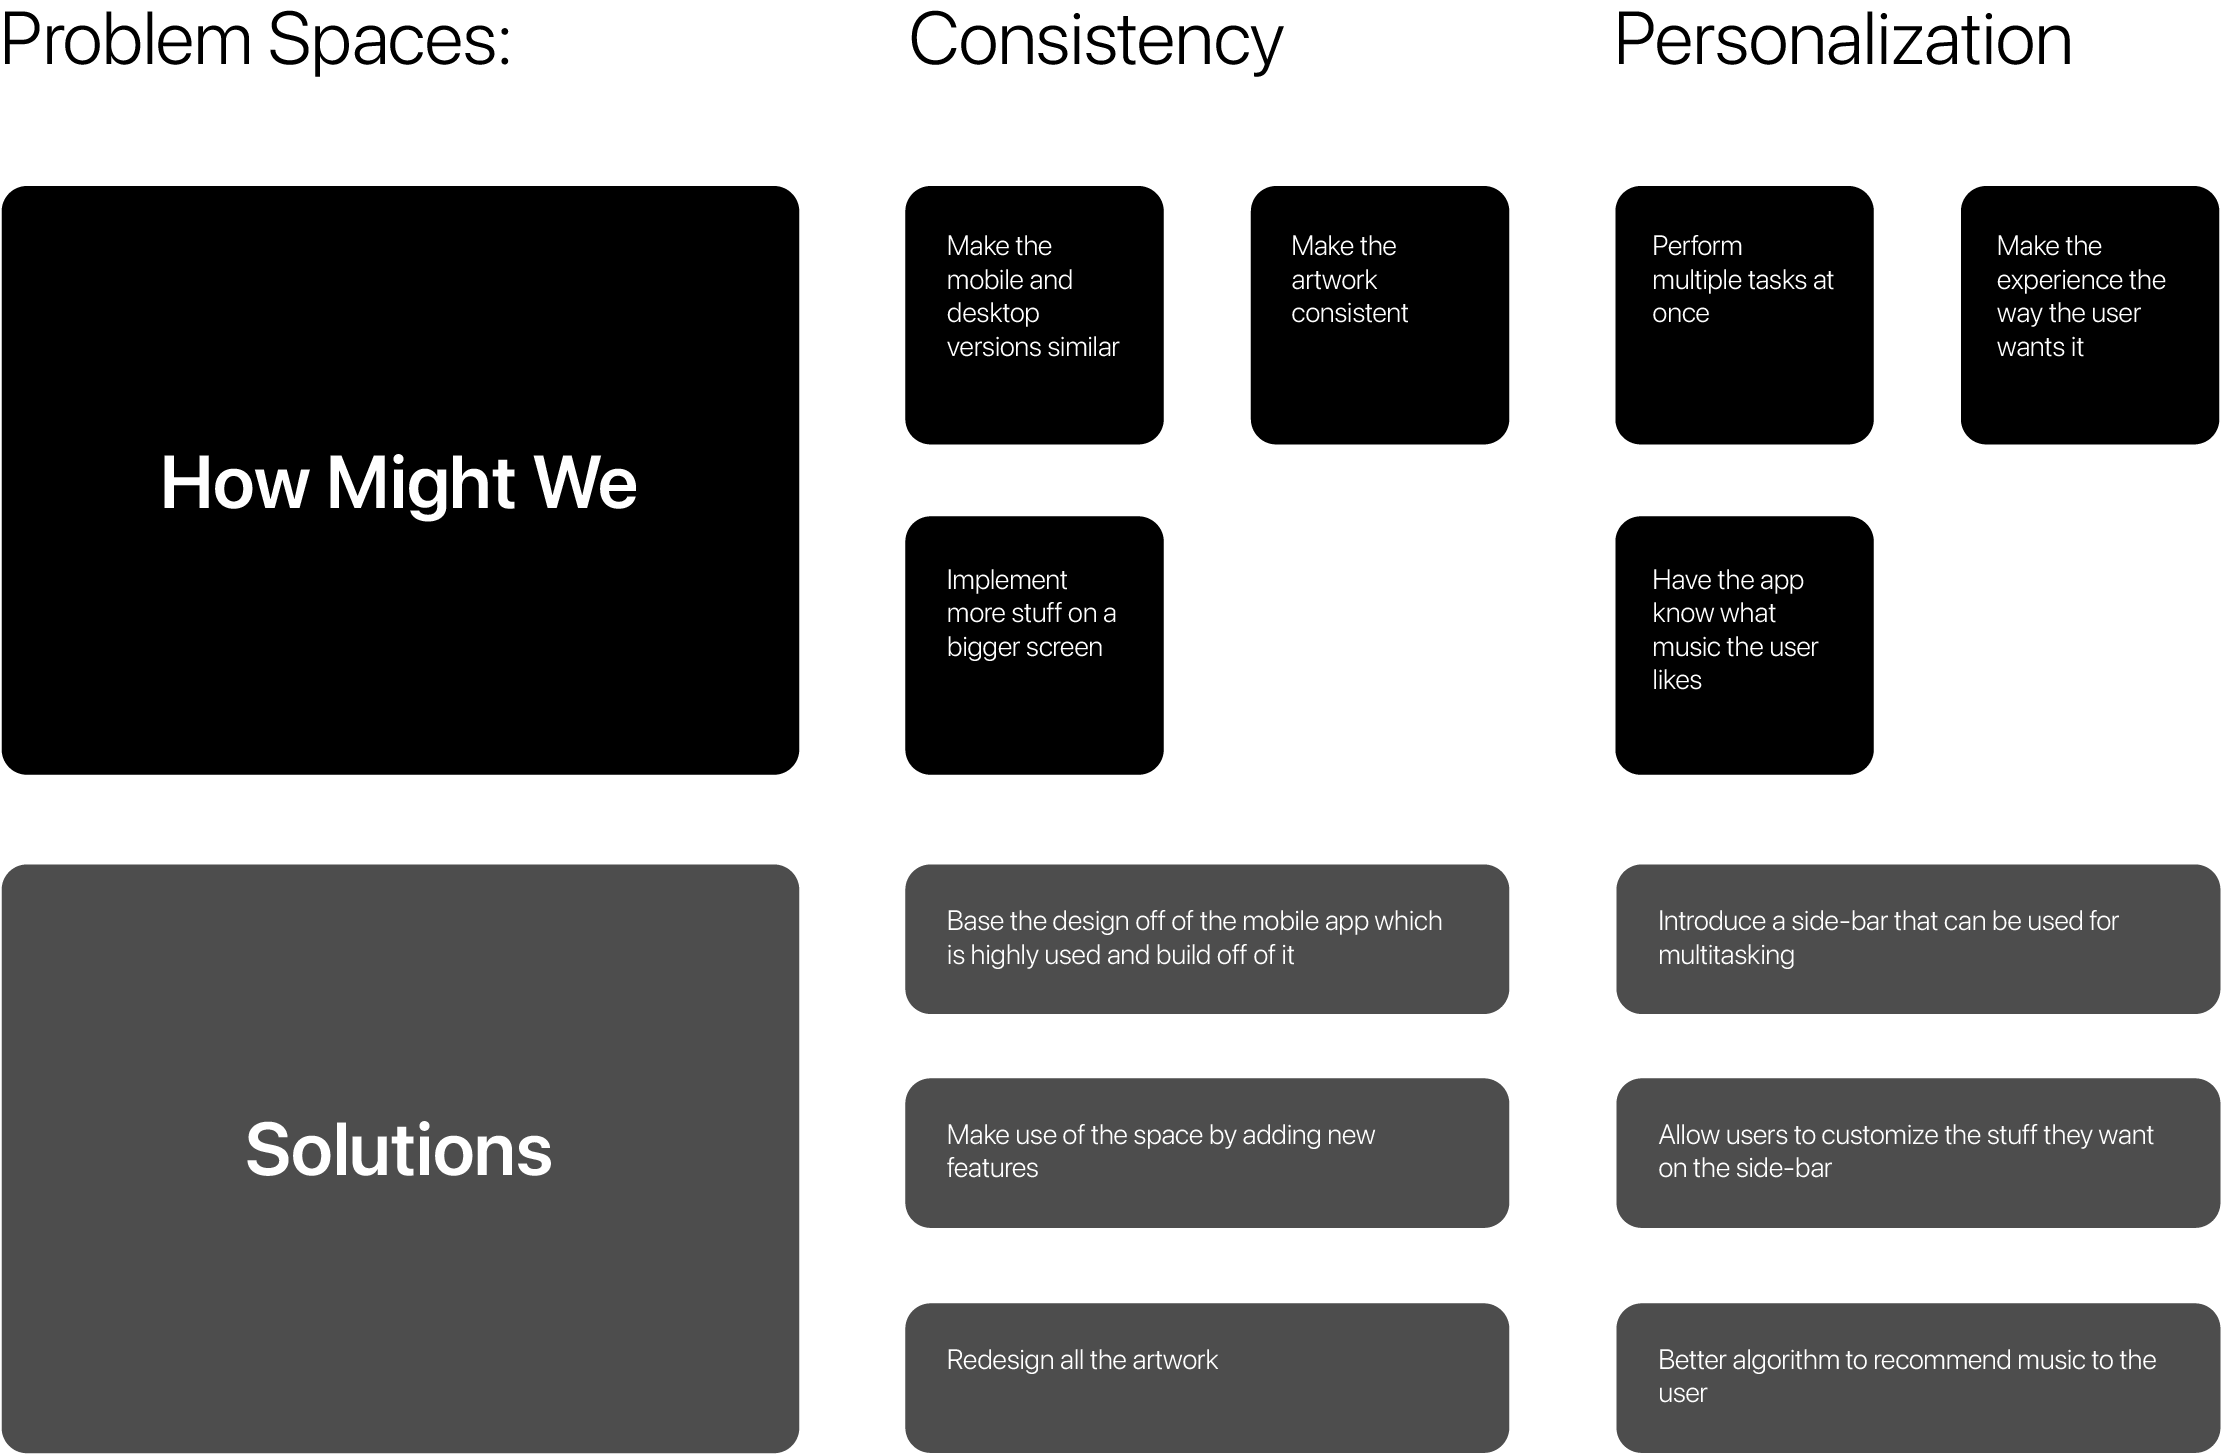 Problem Spaces:
Consistency
Personalization
How Might We
Make the
mobile and
desktop
versions similar
Make the
artwork
consistent
Implement
more stuff on a
bigger screen
Perform
multiple tasks at
once
Make the
experience the
way the user
wants it
Have the app
know what
music the user
likes
Solutions
Base the design off of the mobile app which
is highly used and build off of it
Make use of the space by adding new
features
Redesign all the artwork
Introduce a side-bar that can be used for
multitasking
Allow users to customize the stuff they want
on the side-bar
Better algorithm to recommend music to the
user